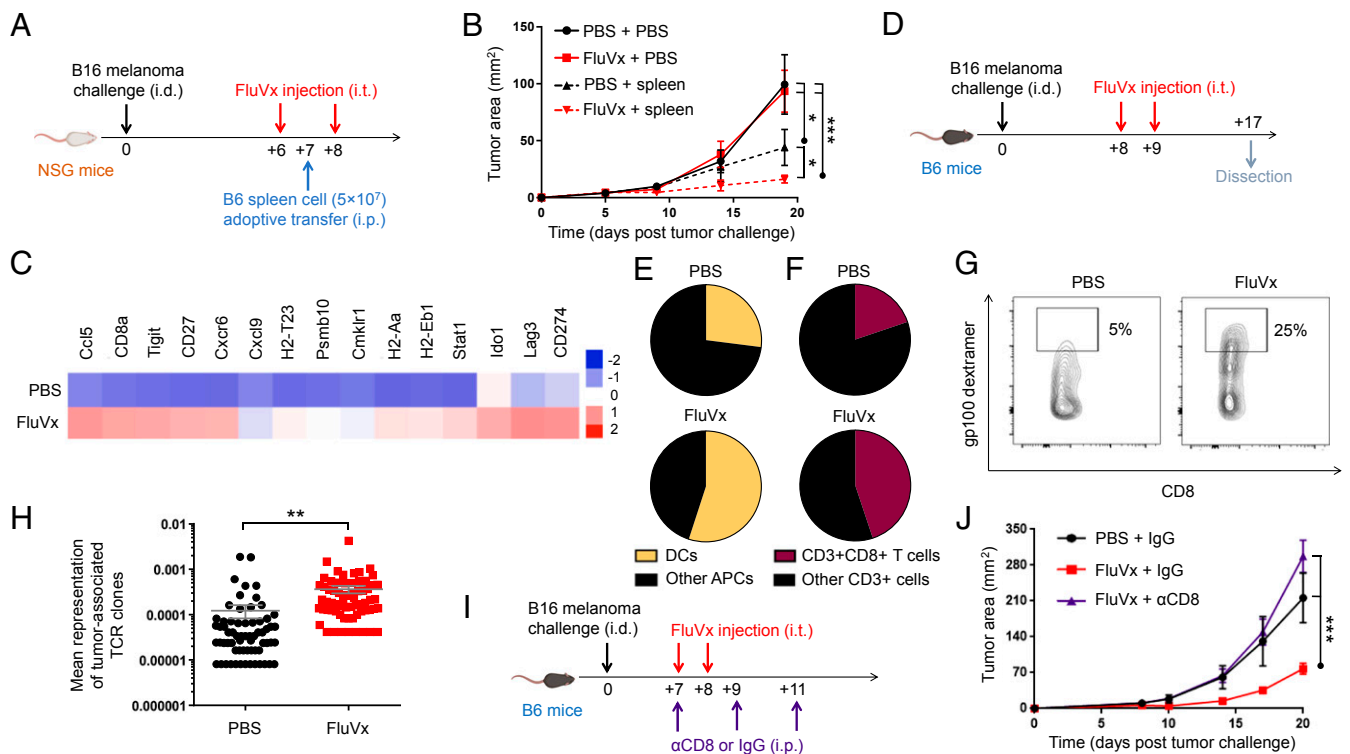 A
B16 melanoma
challenge (i.d.)
FluVx injection (i.t.)
0
+6
+7
+8
NSG mice
B6 spleen cell (5×10⁷)
adoptive transfer (i.p.)
B
Tumor area (mm²)
150
100
50
0
PBS + PBS
FluVx + PBS
PBS + spleen
FluVx + spleen
*
*
***
0 5 10 15 20
Time (days post tumor challenge)
D
B16 melanoma
challenge (i.d.)
FluVx injection (i.t.)
+17
0
+8
+9
B6 mice
Dissection
C
Ccl5
CD8a
Tigit
CD27
Cxcr6
Cxcl9
H2-T23
Psmb10
Cmklr1
H2-Aa
H2-Eb1
Stat1
Ido1
Lag3
CD274
PBS
FluVx
-2
-1
0
1
2
E
PBS
FluVx
DCs
Other APCs
F
PBS
FluVx
CD3+CD8+ T cells
Other CD3+ cells
G
PBS
FluVx
5%
25%
gp100 dextramer
CD8
H
Mean representation
of tumor-associated
TCR clones
0.01
0.001
0.0001
0.00001
0.000001
**
PBS
FluVx
I
B16 melanoma
challenge (i.d.)
FluVx injection (i.t.)
0
+7
+8
+9
+11
B6 mice
αCD8 or IgG (i.p.)
J
Tumor area (mm²)
350
280
210
140
70
0
PBS + IgG
FluVx + IgG
FluVx + αCD8
***
0 5 10 15 20
Time (days post tumor challenge)